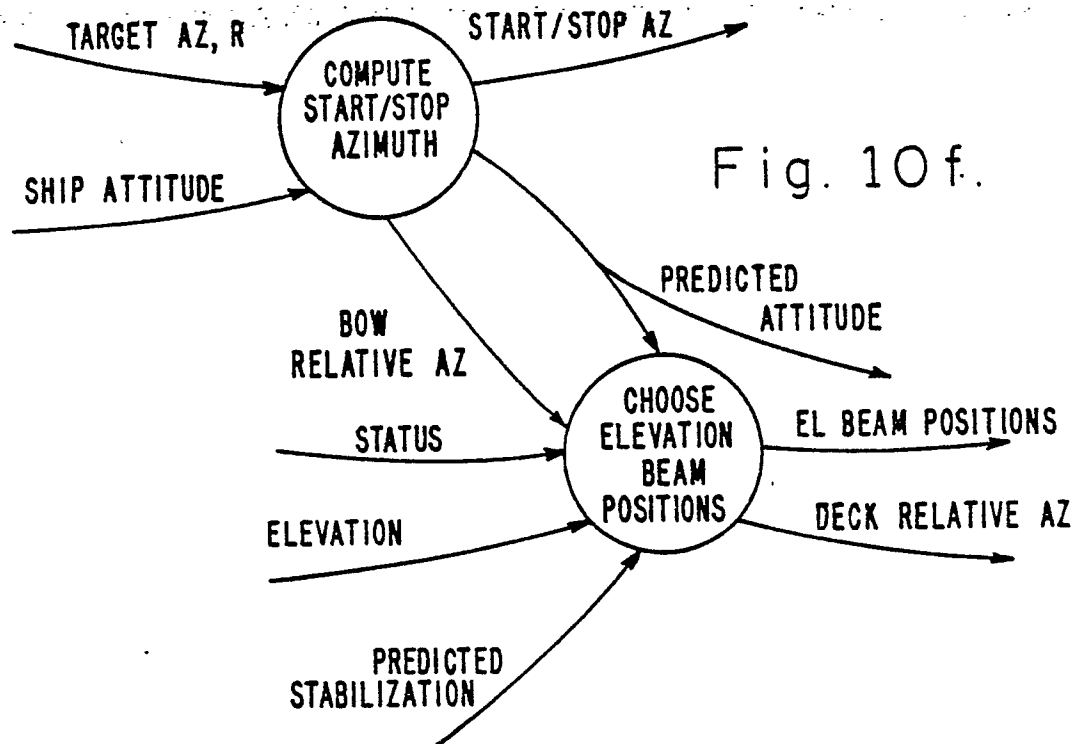 TARGET AZ, R
START/STOP AZ
COMPUTE
START/STOP
AZIMUTH
Fig. 10f.
SHIP ATTITUDE
PREDICTED
ATTITUDE
BOW
RELATIVE AZ
CHOOSE
ELEVATION
BEAM
POSITIONS
EL BEAM POSITIONS
STATUS
DECK RELATIVE AZ
ELEVATION
PREDICTED
STABILIZATION